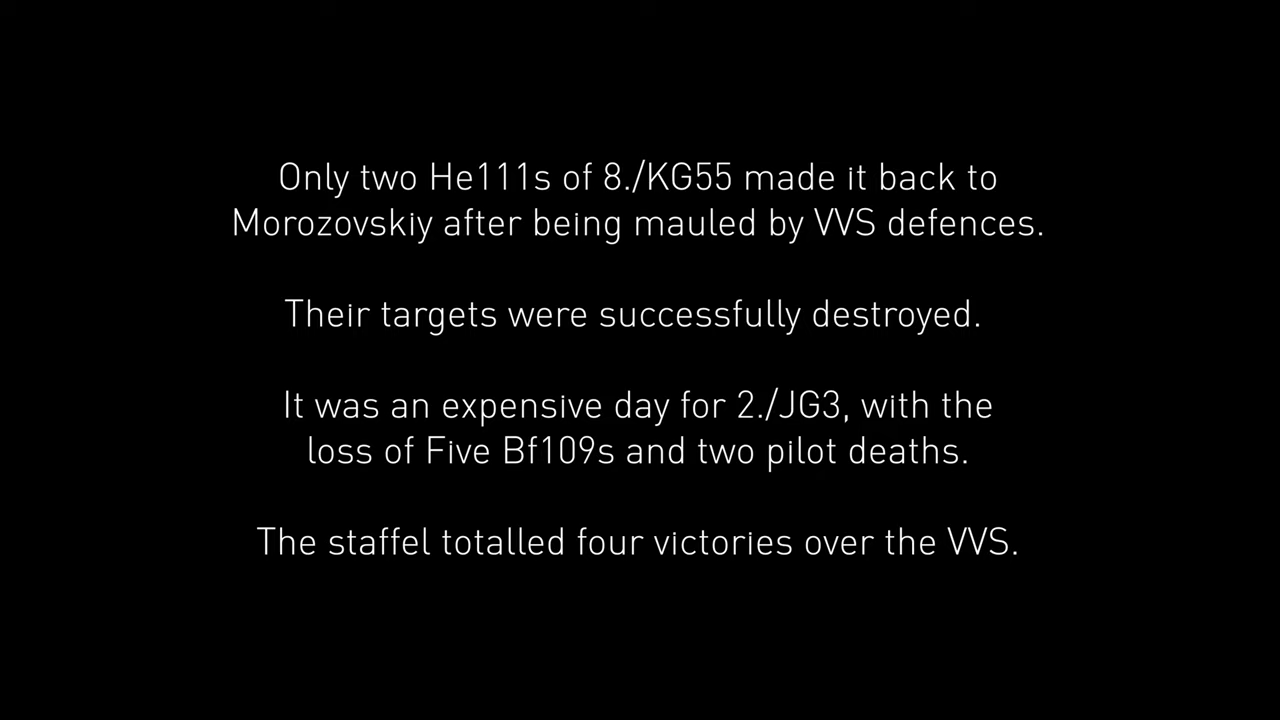 Only two He111s of 8./KG55 made it back to
Morozovskiy after being mauled by VVS defences.
Their targets were successfully destroyed.
It was an expensive day for 2./JG3, with the
loss of Five Bf109s and two pilot deaths.
The staffel totalled four victories over the VVS.